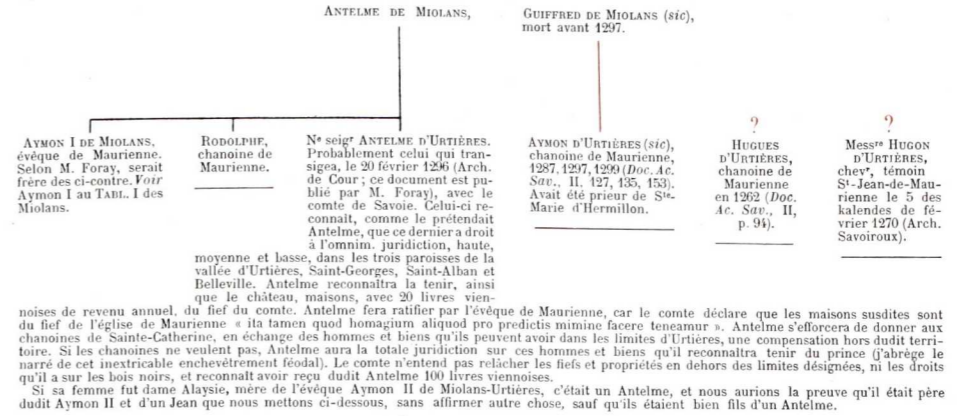 ANTELME DE MIOLANS,
GUIFFRED DE MIOLANS (sic),
mort avant 1297.
AYMON I DE MIOLANS,
évêque de Maurienne.
Selon M. Foray, serait
frère des ci-contre. Voir
Aymon I au TABL. I des
Miolans.
RODOLPHE,
chanoine de
Maurienne.
Ne seigr ANTELME D'URTIÈRES.
Probablement celui qui tran-
sigea, le 20 février 1296 (Arch.
de Cour ; ce document est pu-
blié par M. Foray), avec le
comte de Savoie. Celui-ci re-
connaît, comme le prétendait
Antelme, que ce dernier a droit
à l'omnim. juridiction, haute,
moyenne et basse, dans les trois paroisses de la
vallée d'Urtières, Saint-Georges, Saint-Alban et
Belleville. Antelme reconnaîtra la tenir, ainsi
que le château, maisons, avec 20 livres vien-
AYMON D'URTIÈRES (sic),
chanoine de Maurienne,
1287, 1297, 1299 (Doc. Ac.
Sav., II. 127, 135, 153).
Avait été prieur de Ste-
Marie d'Hermillon.
?
HUGUES
D'URTIÈRES,
chanoine de
Maurienne
en 1262 (Doc.
Ac. Sav., II,
p. 94).
?
Messre HUGON
D'URTIÈRES,
chevr, témoin
St-Jean-de-Mau-
rienne le 5 des
kalendes de fé-
vrier 1270 (Arch.
Savoiroux).
noises de revenu annuel, du fief du comte. Antelme fera ratifier par l'évêque de Maurienne, car le comte déclare que les maisons susdites sont
du fief de l'église de Maurienne « ita tamen quod homagium aliquod pro predictis mimine facere teneamur ». Antelme s'efforcera de donner aux
chanoines de Sainte-Catherine, en échange des hommes et biens qu'ils peuvent avoir dans les limites d'Urtières, une compensation hors dudit terri-
toire. Si les chanoines ne veulent pas, Antelme aura la totale juridiction sur ces hommes et biens qu'il reconnaîtra tenir du prince (j'abrège le
narré de cet inextricable enchevêtrement féodal). Le comte n'entend pas relâcher les fiefs et propriétés en dehors des limites désignées, ni les droits
qu'il a sur les bois noirs, et reconnaît avoir reçu dudit Antelme 100 livres viennoises.
Si sa femme fut dame Alaysie, mère de l'évêque Aymon II de Miolans-Urtières, c'était un Antelme, et nous aurions la preuve qu'il était père
dudit Aymon II et d'un Jean que nous mettons ci-dessous, sans affirmer autre chose, sauf qu'ils étaient bien fils d'un Antelme.